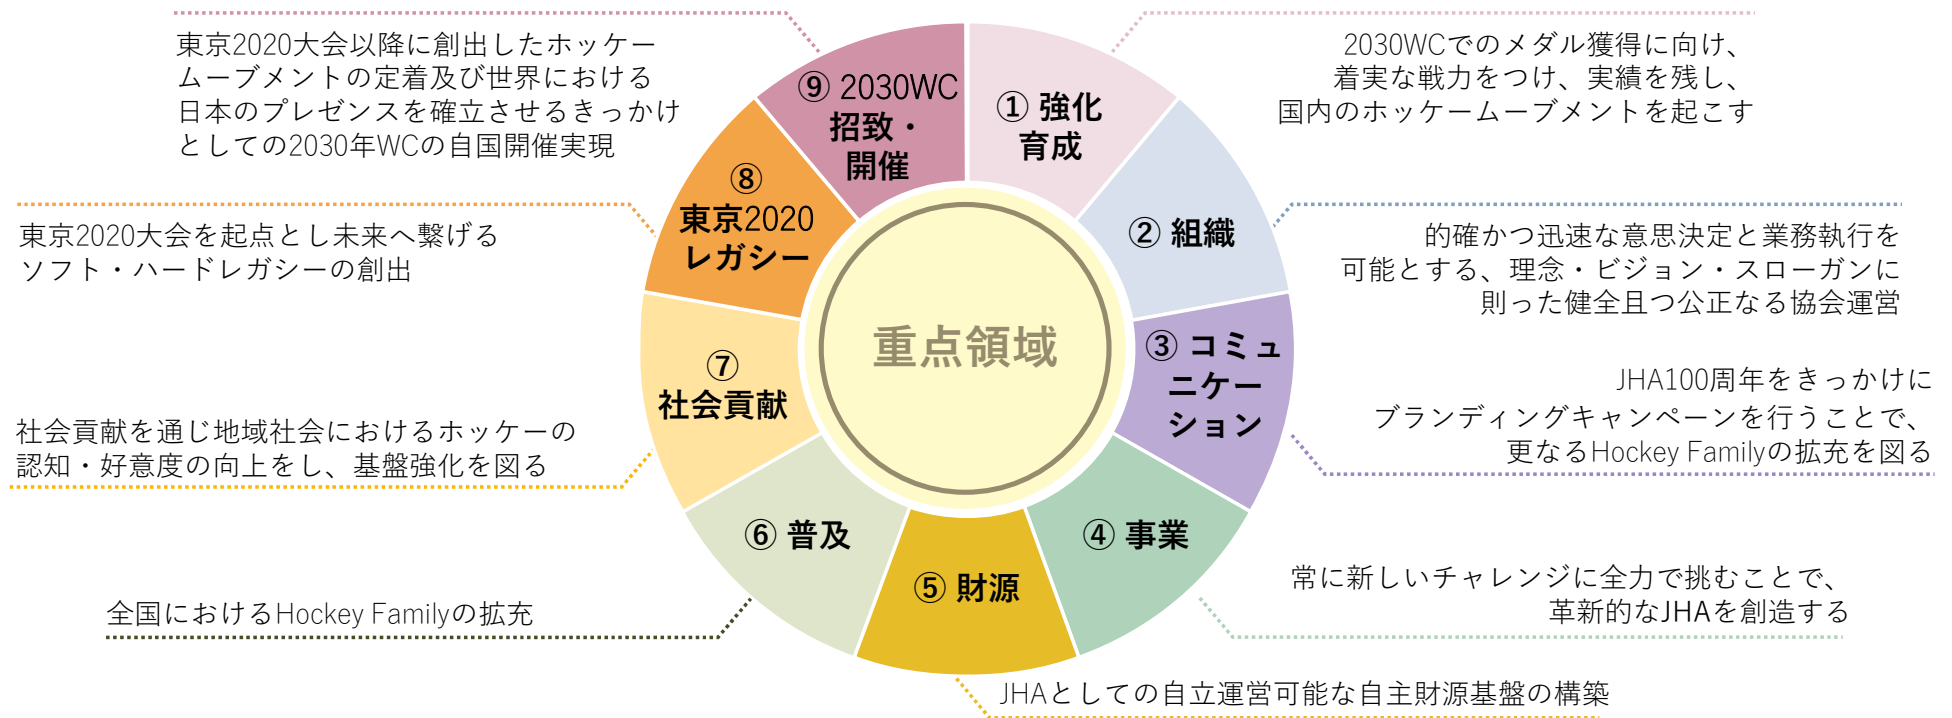 重点領域
① 強化
育成
2030WCでのメダル獲得に向け、
着実な戦力をつけ、実績を残し、
国内のホッケームーブメントを起こす
② 組織
的確かつ迅速な意思決定と業務執行を
可能とする、理念・ビジョン・スローガンに
則った健全且つ公正なる協会運営
③ コミュ
ニケー
ション
JHA100周年をきっかけに
ブランディングキャンペーンを行うことで、
更なるHockey Familyの拡充を図る
④ 事業
常に新しいチャレンジに全力で挑むことで、
革新的なJHAを創造する
⑤ 財源
JHAとしての自立運営可能な自主財源基盤の構築
⑥ 普及
全国におけるHockey Familyの拡充
⑦
社会貢献
社会貢献を通じ地域社会におけるホッケーの
認知・好意度の向上をし、基盤強化を図る
⑧
東京2020
レガシー
東京2020大会を起点とし未来へ繋げる
ソフト・ハードレガシーの創出
⑨ 2030WC
招致・
開催
東京2020大会以降に創出したホッケー
ムーブメントの定着及び世界における
日本のプレゼンスを確立させるきっかけ
としての2030年WCの自国開催実現